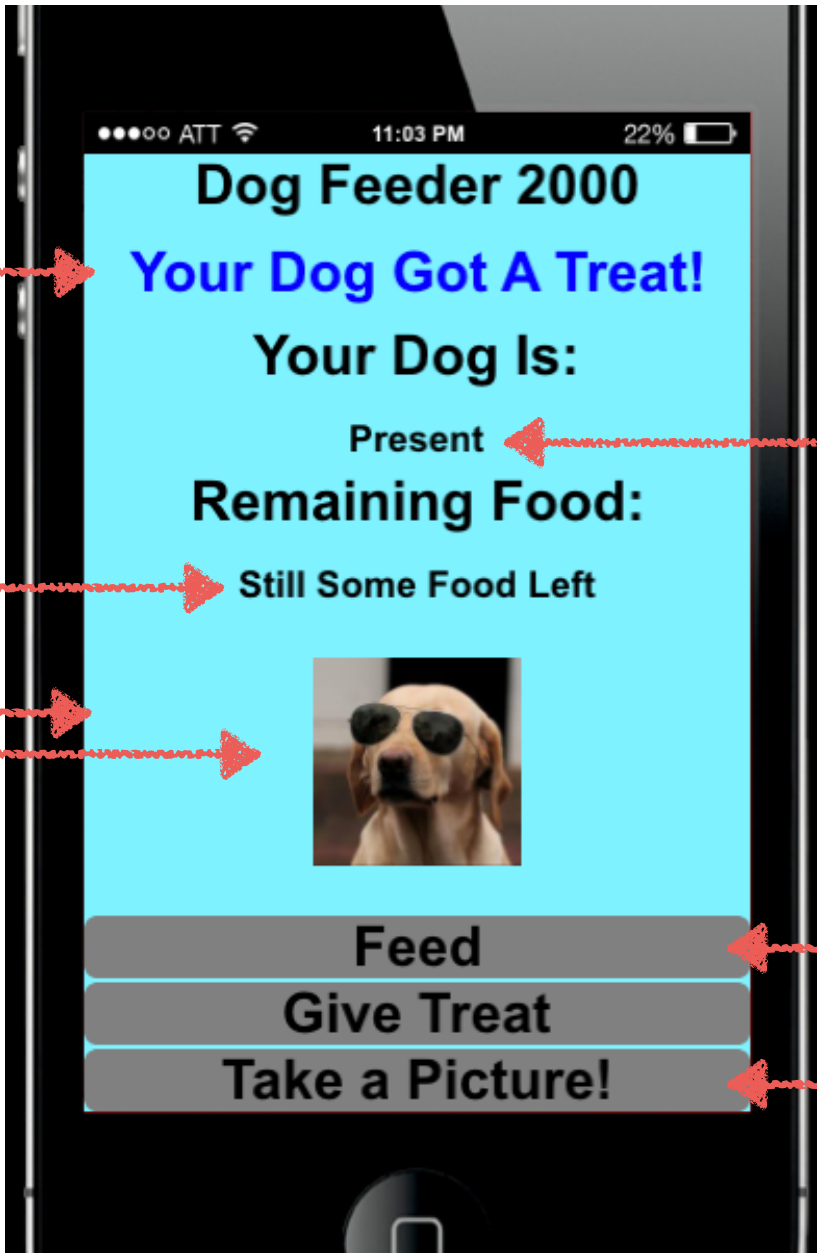 ATT 11:03 PM 22%
Dog Feeder 2000
Your Dog Got A Treat!
Your Dog Is:
Present
Remaining Food:
Still Some Food Left
Feed
Give Treat
Take a Picture!